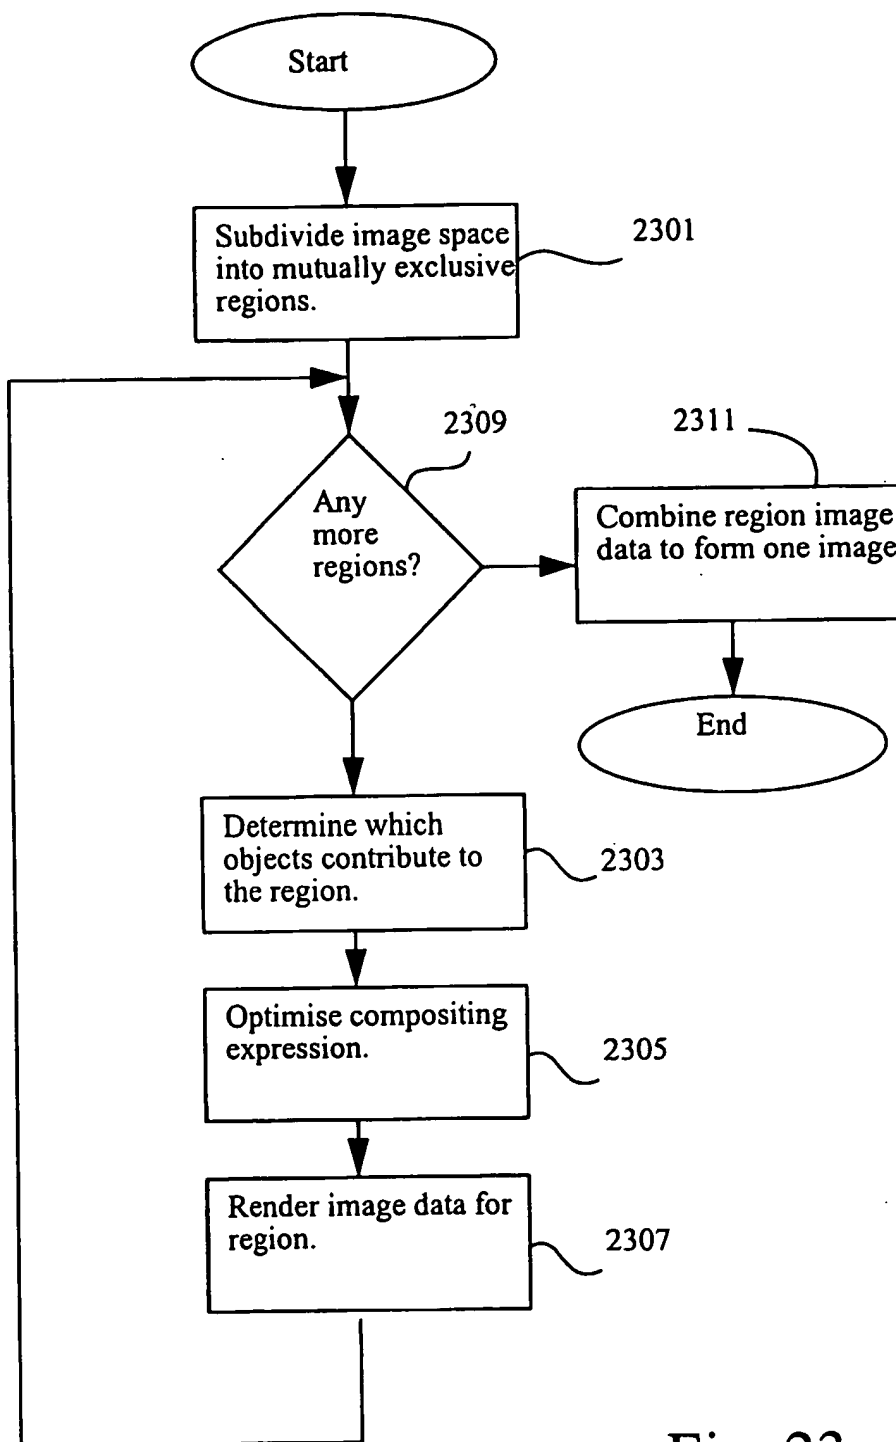 Start
Subdivide image space
into mutually exclusive
regions.
2301
2309
2311
Any
more
regions?
Combine region image
data to form one image
End
Determine which
objects contribute to
the region.
2303
Optimise compositing
expression.
2305
Render image data for
region.
2307
Fig. 23